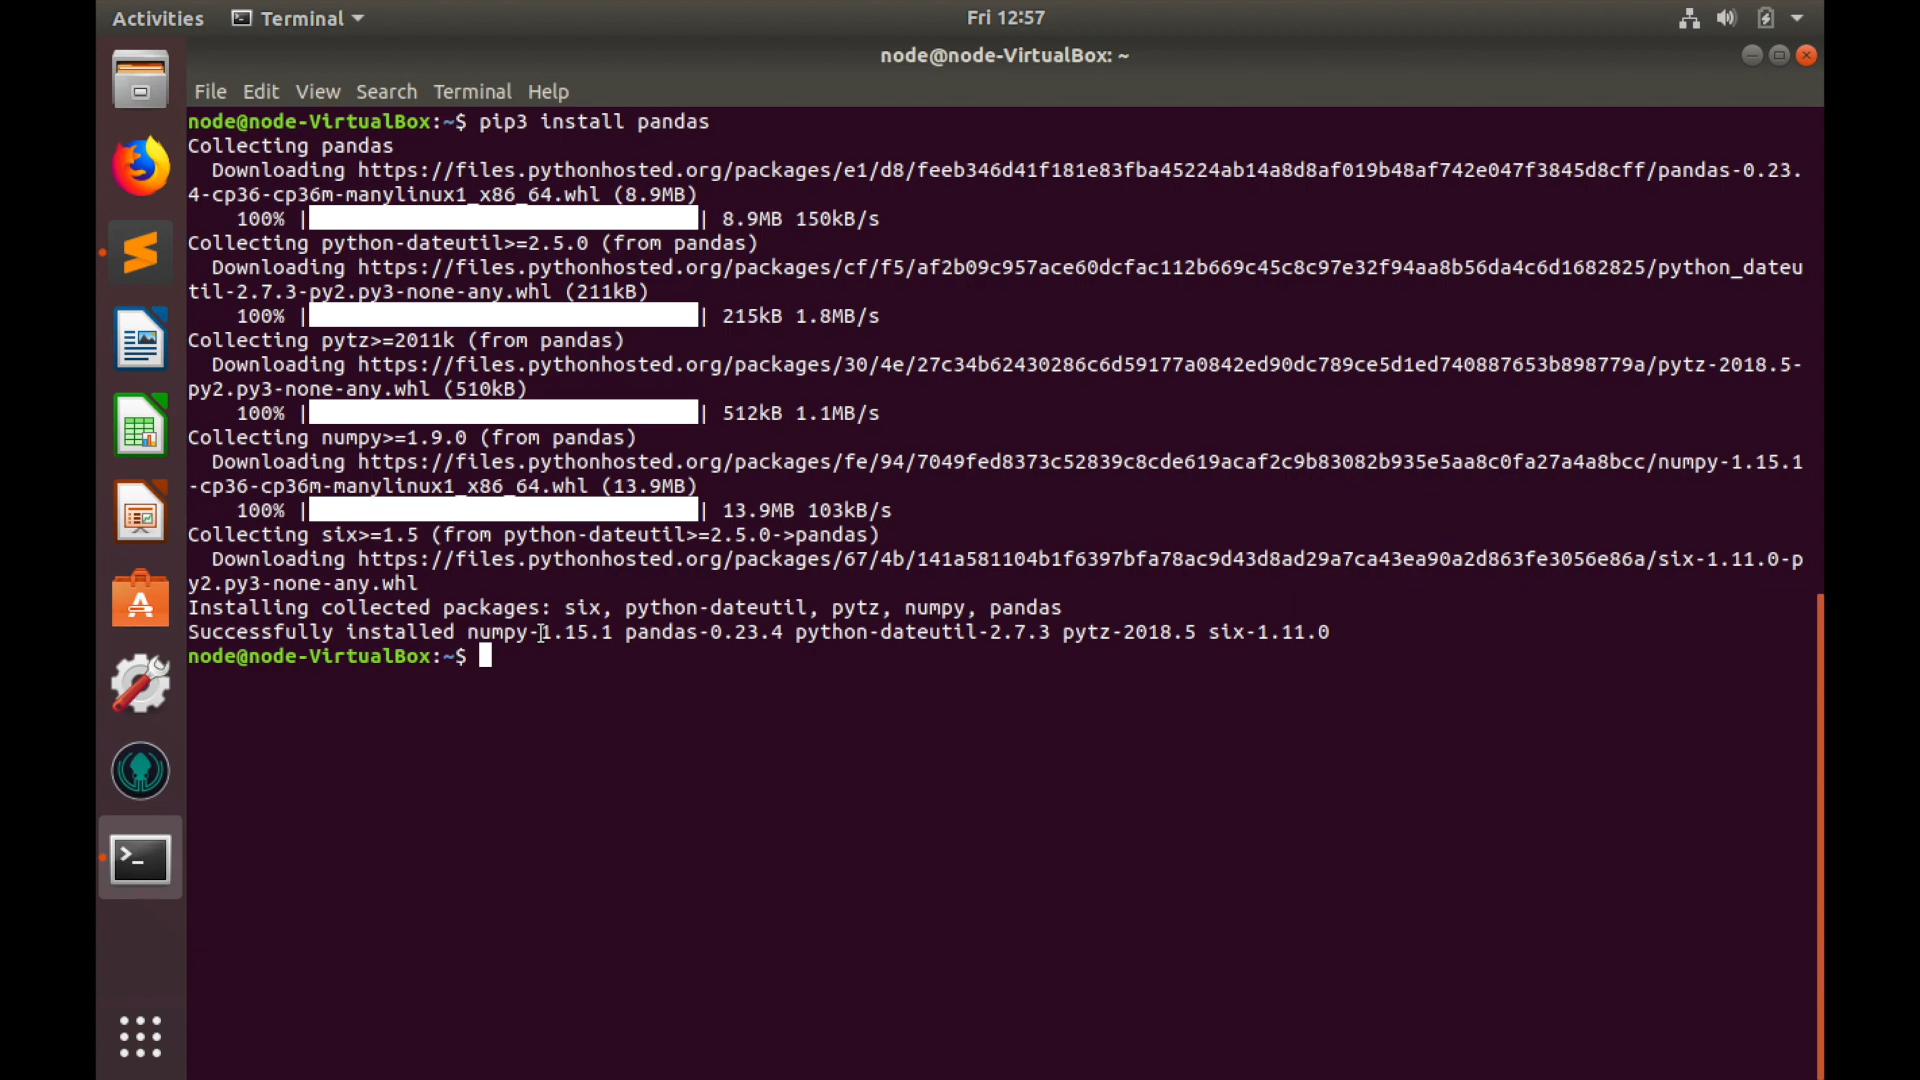 Activities Terminal Fri 12:57
node@node-VirtualBox: ~
File Edit View Search Terminal Help
node@node-VirtualBox:~$ pip3 install pandas
Collecting pandas
  Downloading https://files.pythonhosted.org/packages/e1/d8/feeb346d41f181e83fba45224ab14a8d8af019b48af742e047f3845d8cff/pandas-0.23.
4-cp36-cp36m-manylinux1_x86_64.whl (8.9MB)
    100% | | 8.9MB 150kB/s
Collecting python-dateutil>=2.5.0 (from pandas)
  Downloading https://files.pythonhosted.org/packages/cf/f5/af2b09c957ace60dcfac112b669c45c8c97e32f94aa8b56da4c6d1682825/python_dateu
til-2.7.3-py2.py3-none-any.whl (211kB)
    100% | | 215kB 1.8MB/s
Collecting pytz>=2011k (from pandas)
  Downloading https://files.pythonhosted.org/packages/30/4e/27c34b62430286c6d59177a0842ed90dc789ce5d1ed740887653b898779a/pytz-2018.5-
py2.py3-none-any.whl (510kB)
    100% | | 512kB 1.1MB/s
Collecting numpy>=1.9.0 (from pandas)
  Downloading https://files.pythonhosted.org/packages/fe/94/7049fed8373c52839c8cde619acaf2c9b83082b935e5aa8c0fa27a4a8bcc/numpy-1.15.1
-cp36-cp36m-manylinux1_x86_64.whl (13.9MB)
    100% | | 13.9MB 103kB/s
Collecting six>=1.5 (from python-dateutil>=2.5.0->pandas)
  Downloading https://files.pythonhosted.org/packages/67/4b/141a581104b1f6397bfa78ac9d43d8ad29a7ca43ea90a2d863fe3056e86a/six-1.11.0-p
y2.py3-none-any.whl
Installing collected packages: six, python-dateutil, pytz, numpy, pandas
Successfully installed numpy-1.15.1 pandas-0.23.4 python-dateutil-2.7.3 pytz-2018.5 six-1.11.0
node@node-VirtualBox:~$